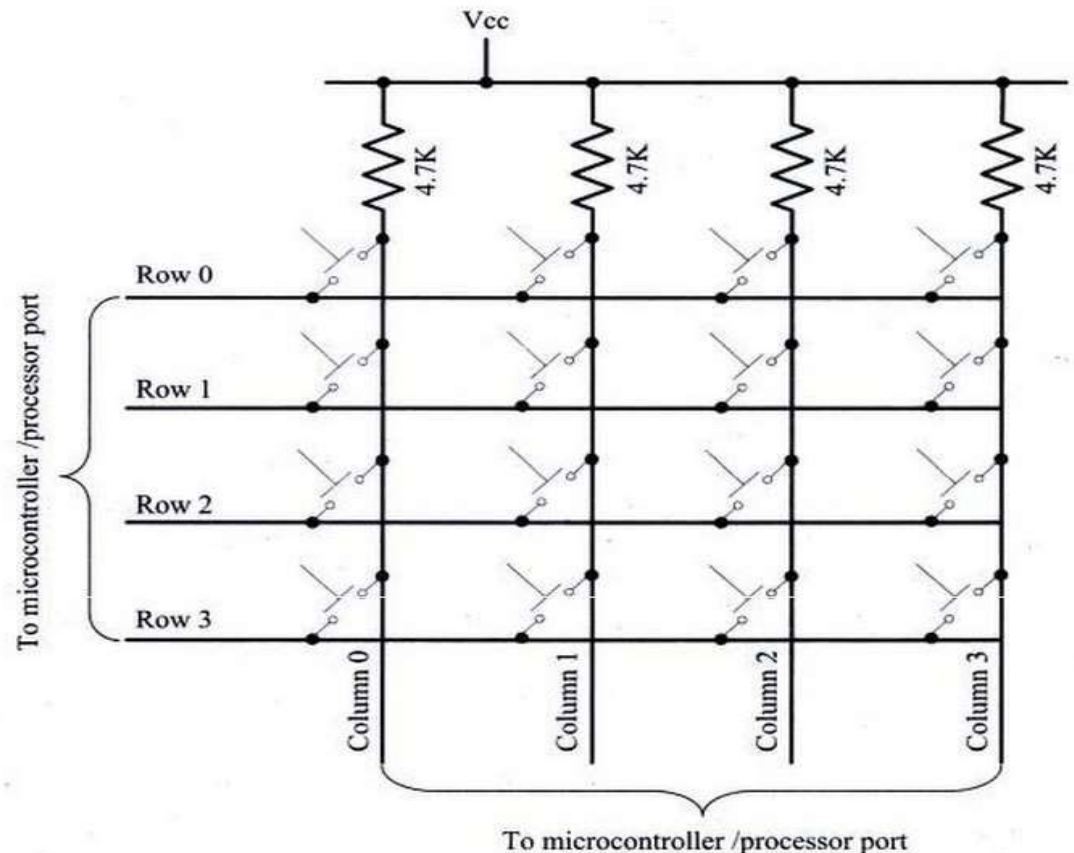 Vcc
4.7K
4.7K
4.7K
4.7K
Row 0
Row 1
Row 2
Row 3
To microcontroller /processor port
Column 0
Column 1
Column 2
Column 3
To microcontroller /processor port